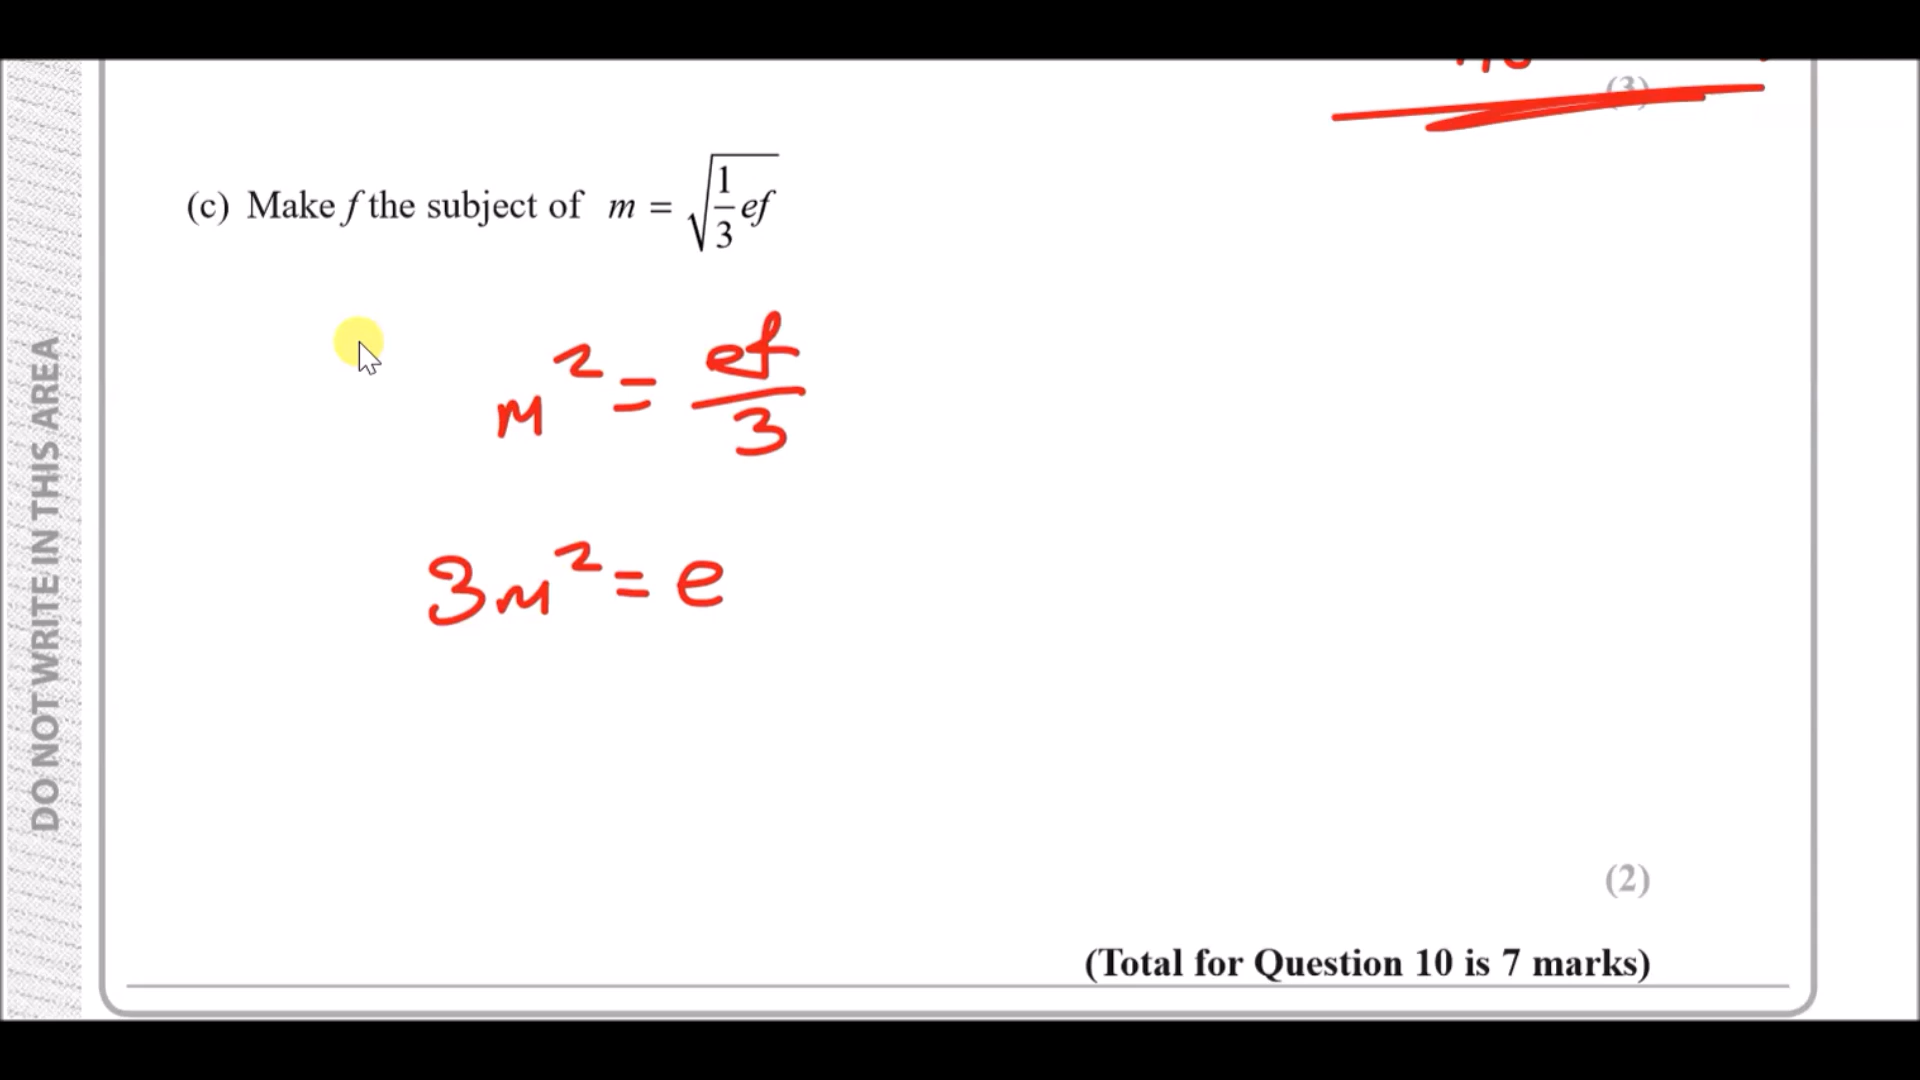 (3)
(c) Make f the subject of m = √(1/3 ef)
m² = ef/3
3m² = e
(2)
(Total for Question 10 is 7 marks)
DO NOT WRITE IN THIS AREA